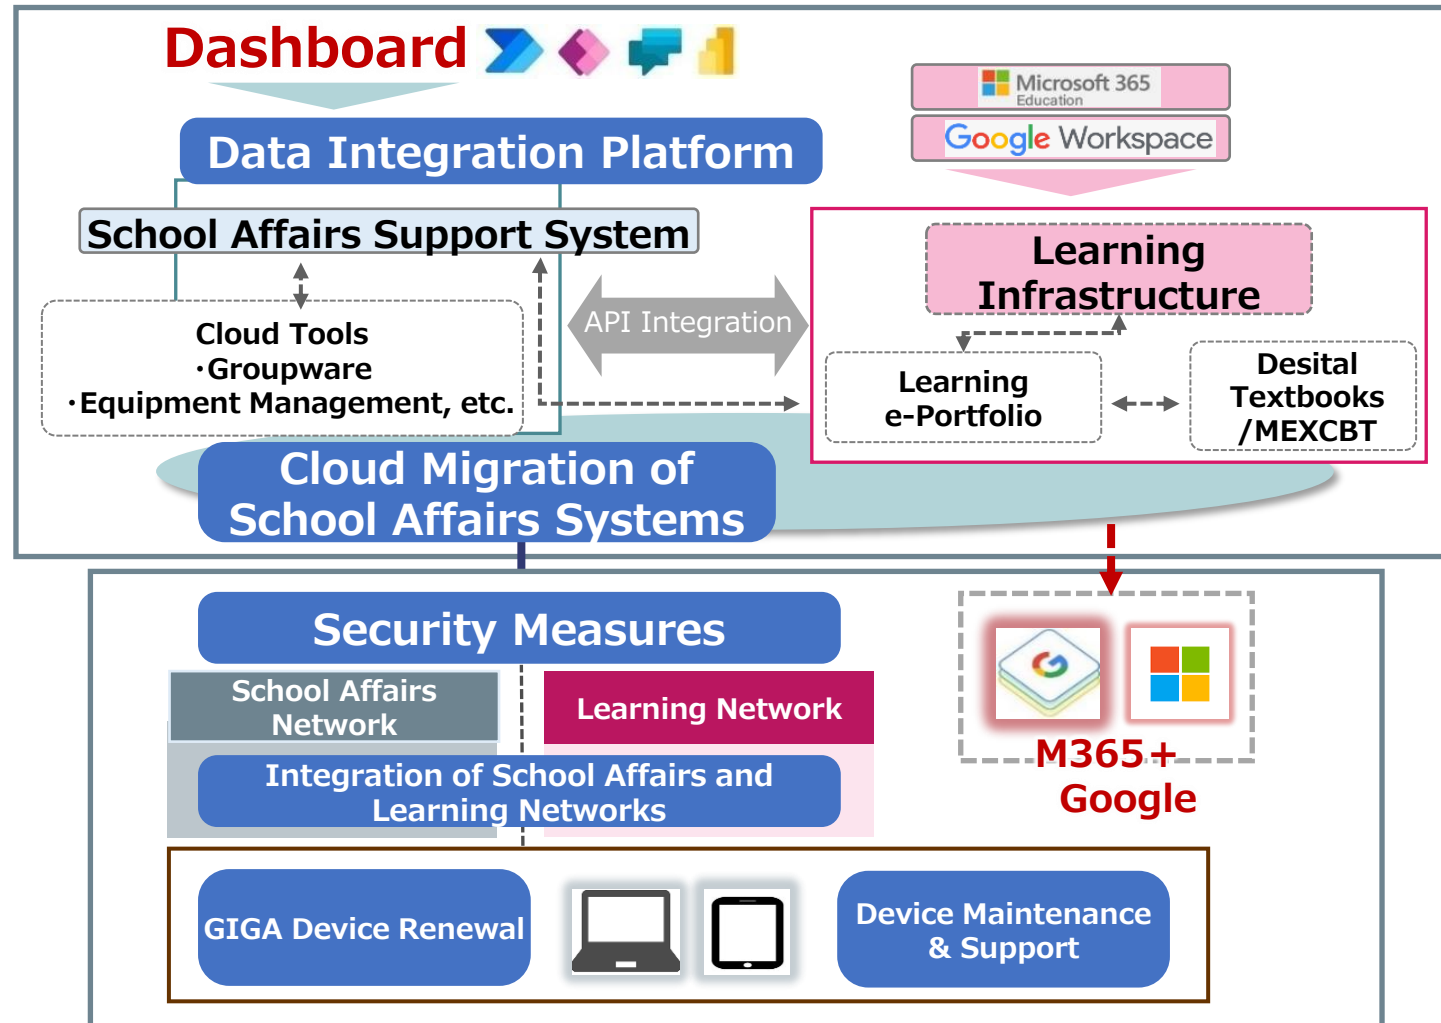 Dashboard
Microsoft 365
Education
Google Workspace
Data Integration Platform
School Affairs Support System
Cloud Tools
・Groupware
・Equipment Management, etc.
API Integration
Learning
Infrastructure
Learning
e-Portfolio
Desital
Textbooks
/MEXCBT
Cloud Migration of
School Affairs Systems
Security Measures
School Affairs
Network
Learning Network
Integration of School Affairs and
Learning Networks
G
M365+
Google
GIGA Device Renewal
Device Maintenance
& Support